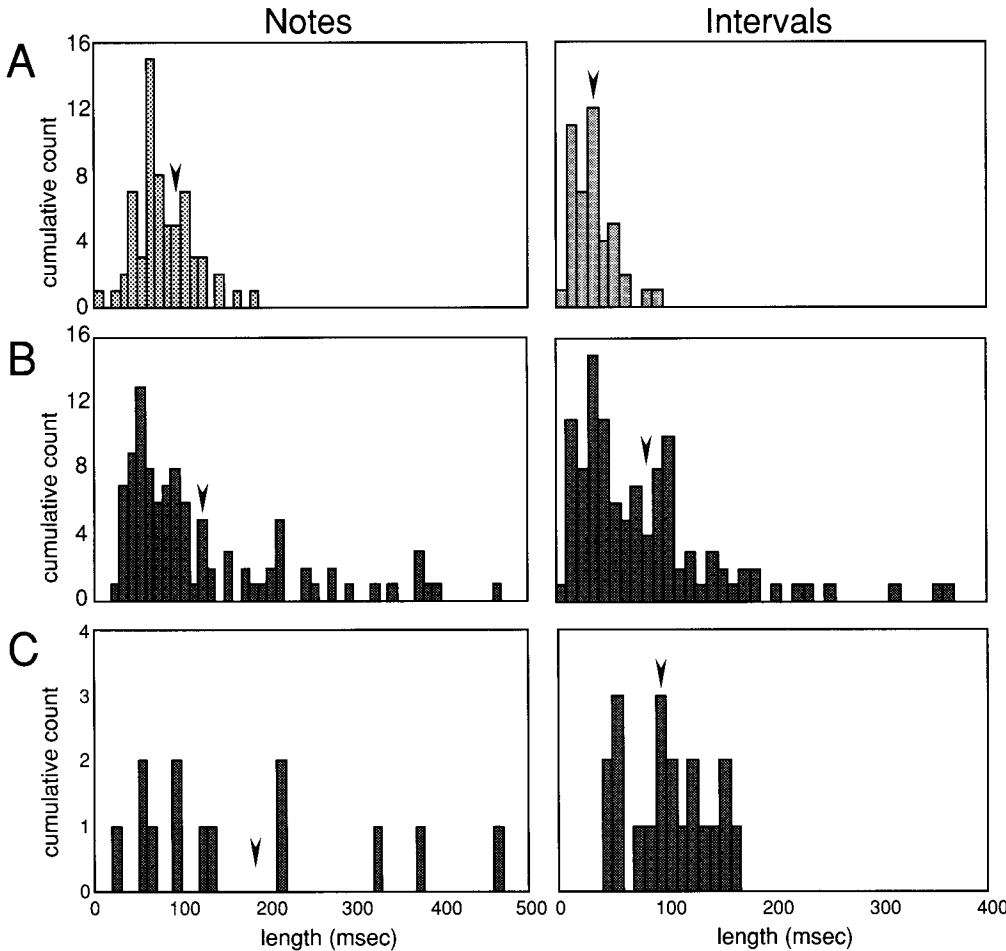 Notes
Intervals
A
cumulative count
16
12
8
4
0
B
cumulative count
16
12
8
4
0
C
cumulative count
4
3
2
1
0
0 100 200 300 400 500
length (msec)
0 100 200 300 400
length (msec)